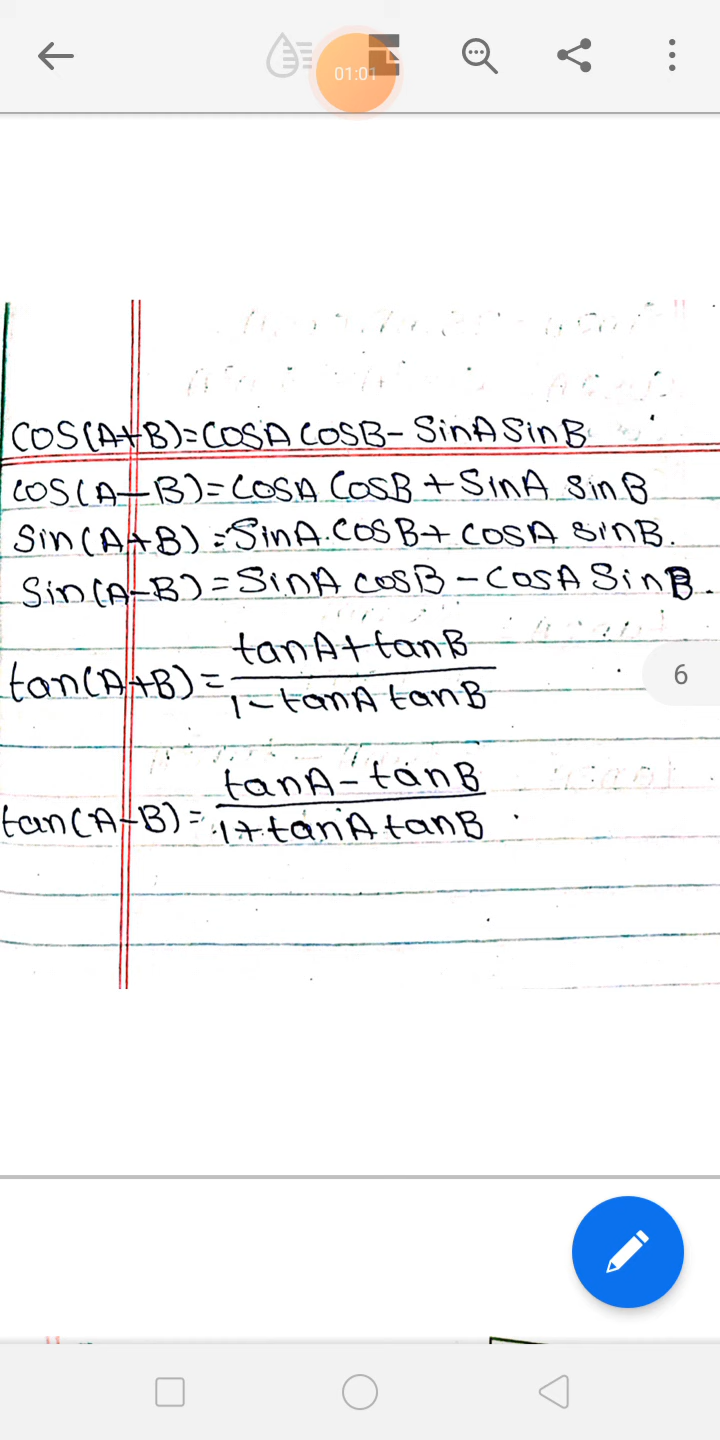 01:01
COS(A+B)=COSA COSB- SinA SinB
COS(A-B)=COSA COSB+SinA SinB
Sin(A+B)=SinA.COSB+ COSA SinB.
Sin(A-B)=SinA COSB-COSA SinB.
tan(A+B)=
tanA+tanB
1-tanA tanB
6
tan(A-B)=
tanA-tanB
1+tanA tanB